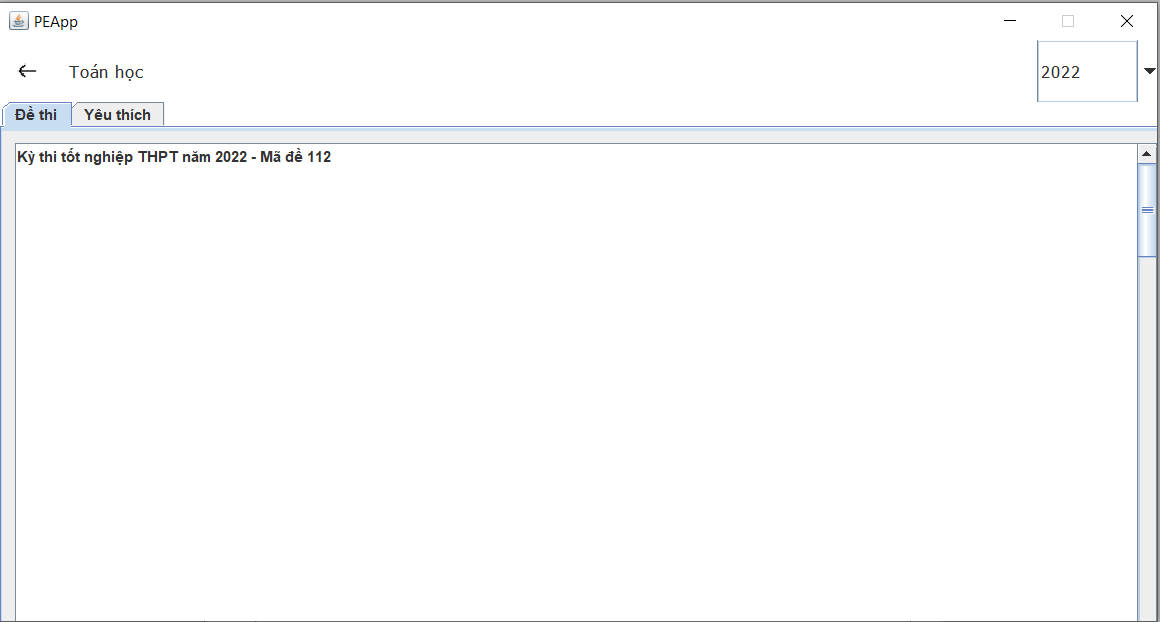 PEApp
Toán học
2022
Đề thi
Yêu thích
Kỳ thi tốt nghiệp THPT năm 2022 - Mã đề 112